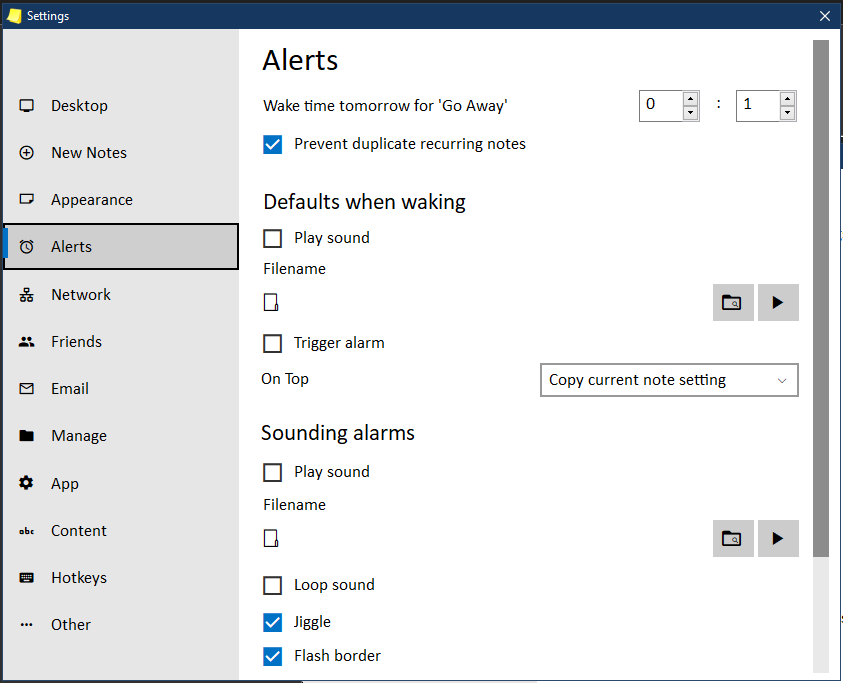 Settings
Desktop
New Notes
Appearance
Alerts
Network
Friends
Email
Manage
App
abc Content
Hotkeys
Other
Alerts
Wake time tomorrow for 'Go Away' 0 : 1
Prevent duplicate recurring notes
Defaults when waking
Play sound
Filename
Trigger alarm
On Top Copy current note setting
Sounding alarms
Play sound
Filename
Loop sound
Jiggle
Flash border